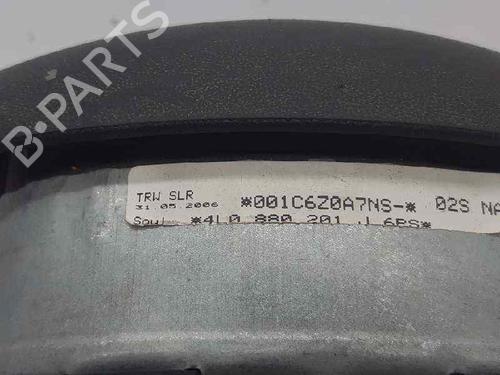 B-PARTS
TRW SLR
31 05 2006
*001C6Z0A7NS-* 02S NA
*4L0 880 201 J 6PS*